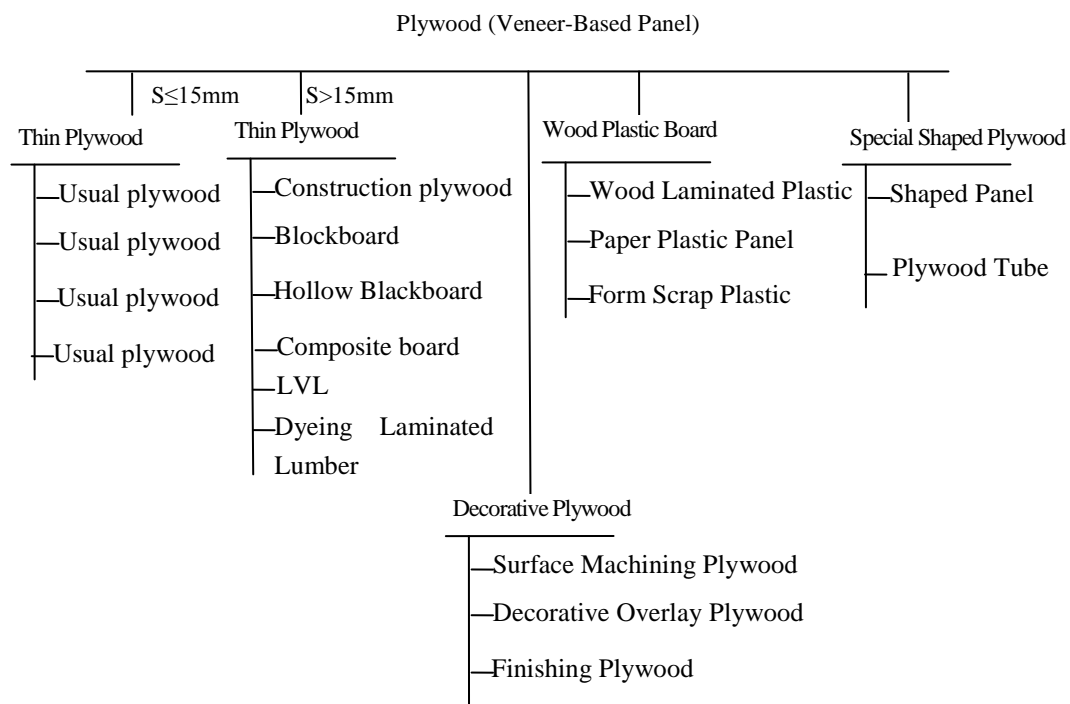 Plywood (Veneer-Based Panel)
S≤15mm
S>15mm
Thin Plywood
Usual plywood
Usual plywood
Usual plywood
Usual plywood
Thin Plywood
Construction plywood
Blockboard
Hollow Blackboard
Composite board
LVL
Dyeing Laminated
Lumber
Decorative Plywood
Surface Machining Plywood
Decorative Overlay Plywood
Finishing Plywood
Wood Plastic Board
Wood Laminated Plastic
Paper Plastic Panel
Form Scrap Plastic
Special Shaped Plywood
Shaped Panel
Plywood Tube